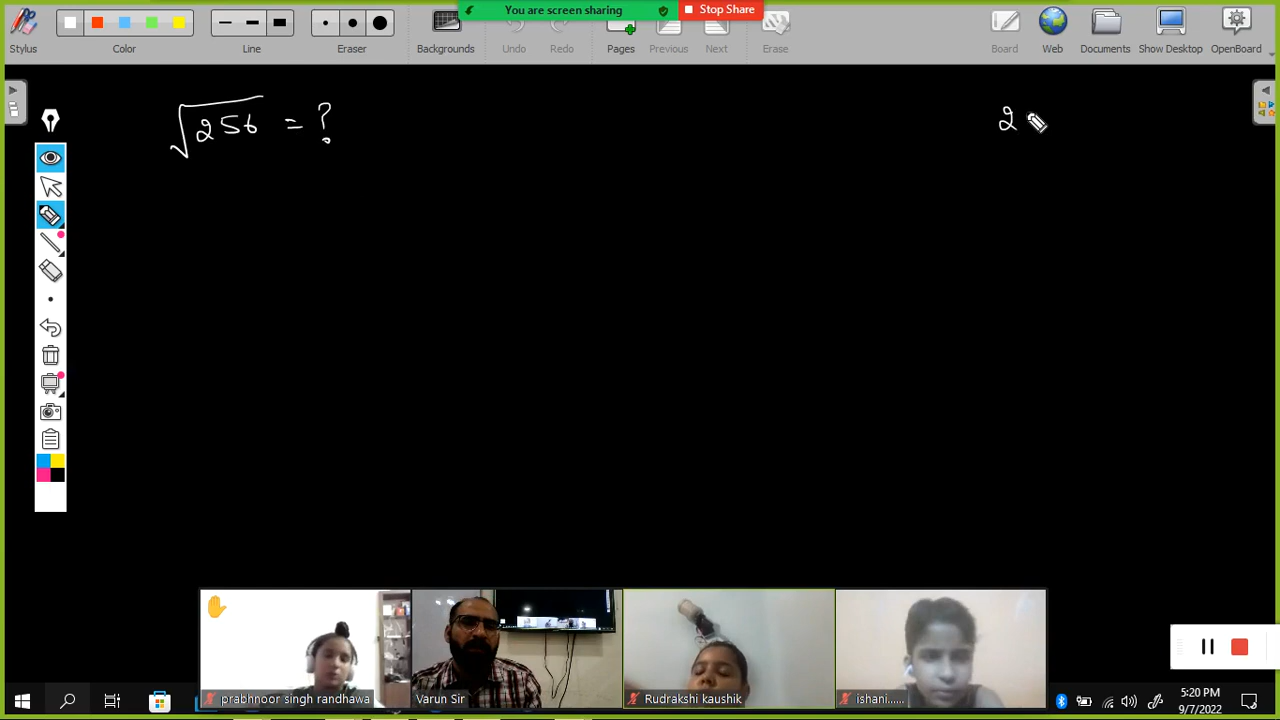 You are screen sharing
Stop Share
Stylus
Color
Line
Eraser
Backgrounds
Undo
Redo
Pages
Previous
Next
Erase
Board
Web
Documents
Show Desktop
OpenBoard
√256 = ?
2
prabhnoor singh randhawa
Varun Sir
Rudrakshi kaushik
ishani......
5:20 PM
9/7/2022